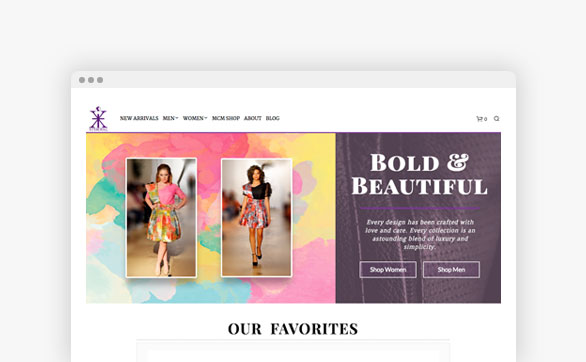 NEW ARRIVALS MEN WOMEN MCM SHOP ABOUT BLOG 0
BOLD &
BEAUTIFUL
Every design has been crafted with
love and care. Every collection is an
astounding blend of luxury and
simplicity.
Shop Women Shop Men
OUR FAVORITES